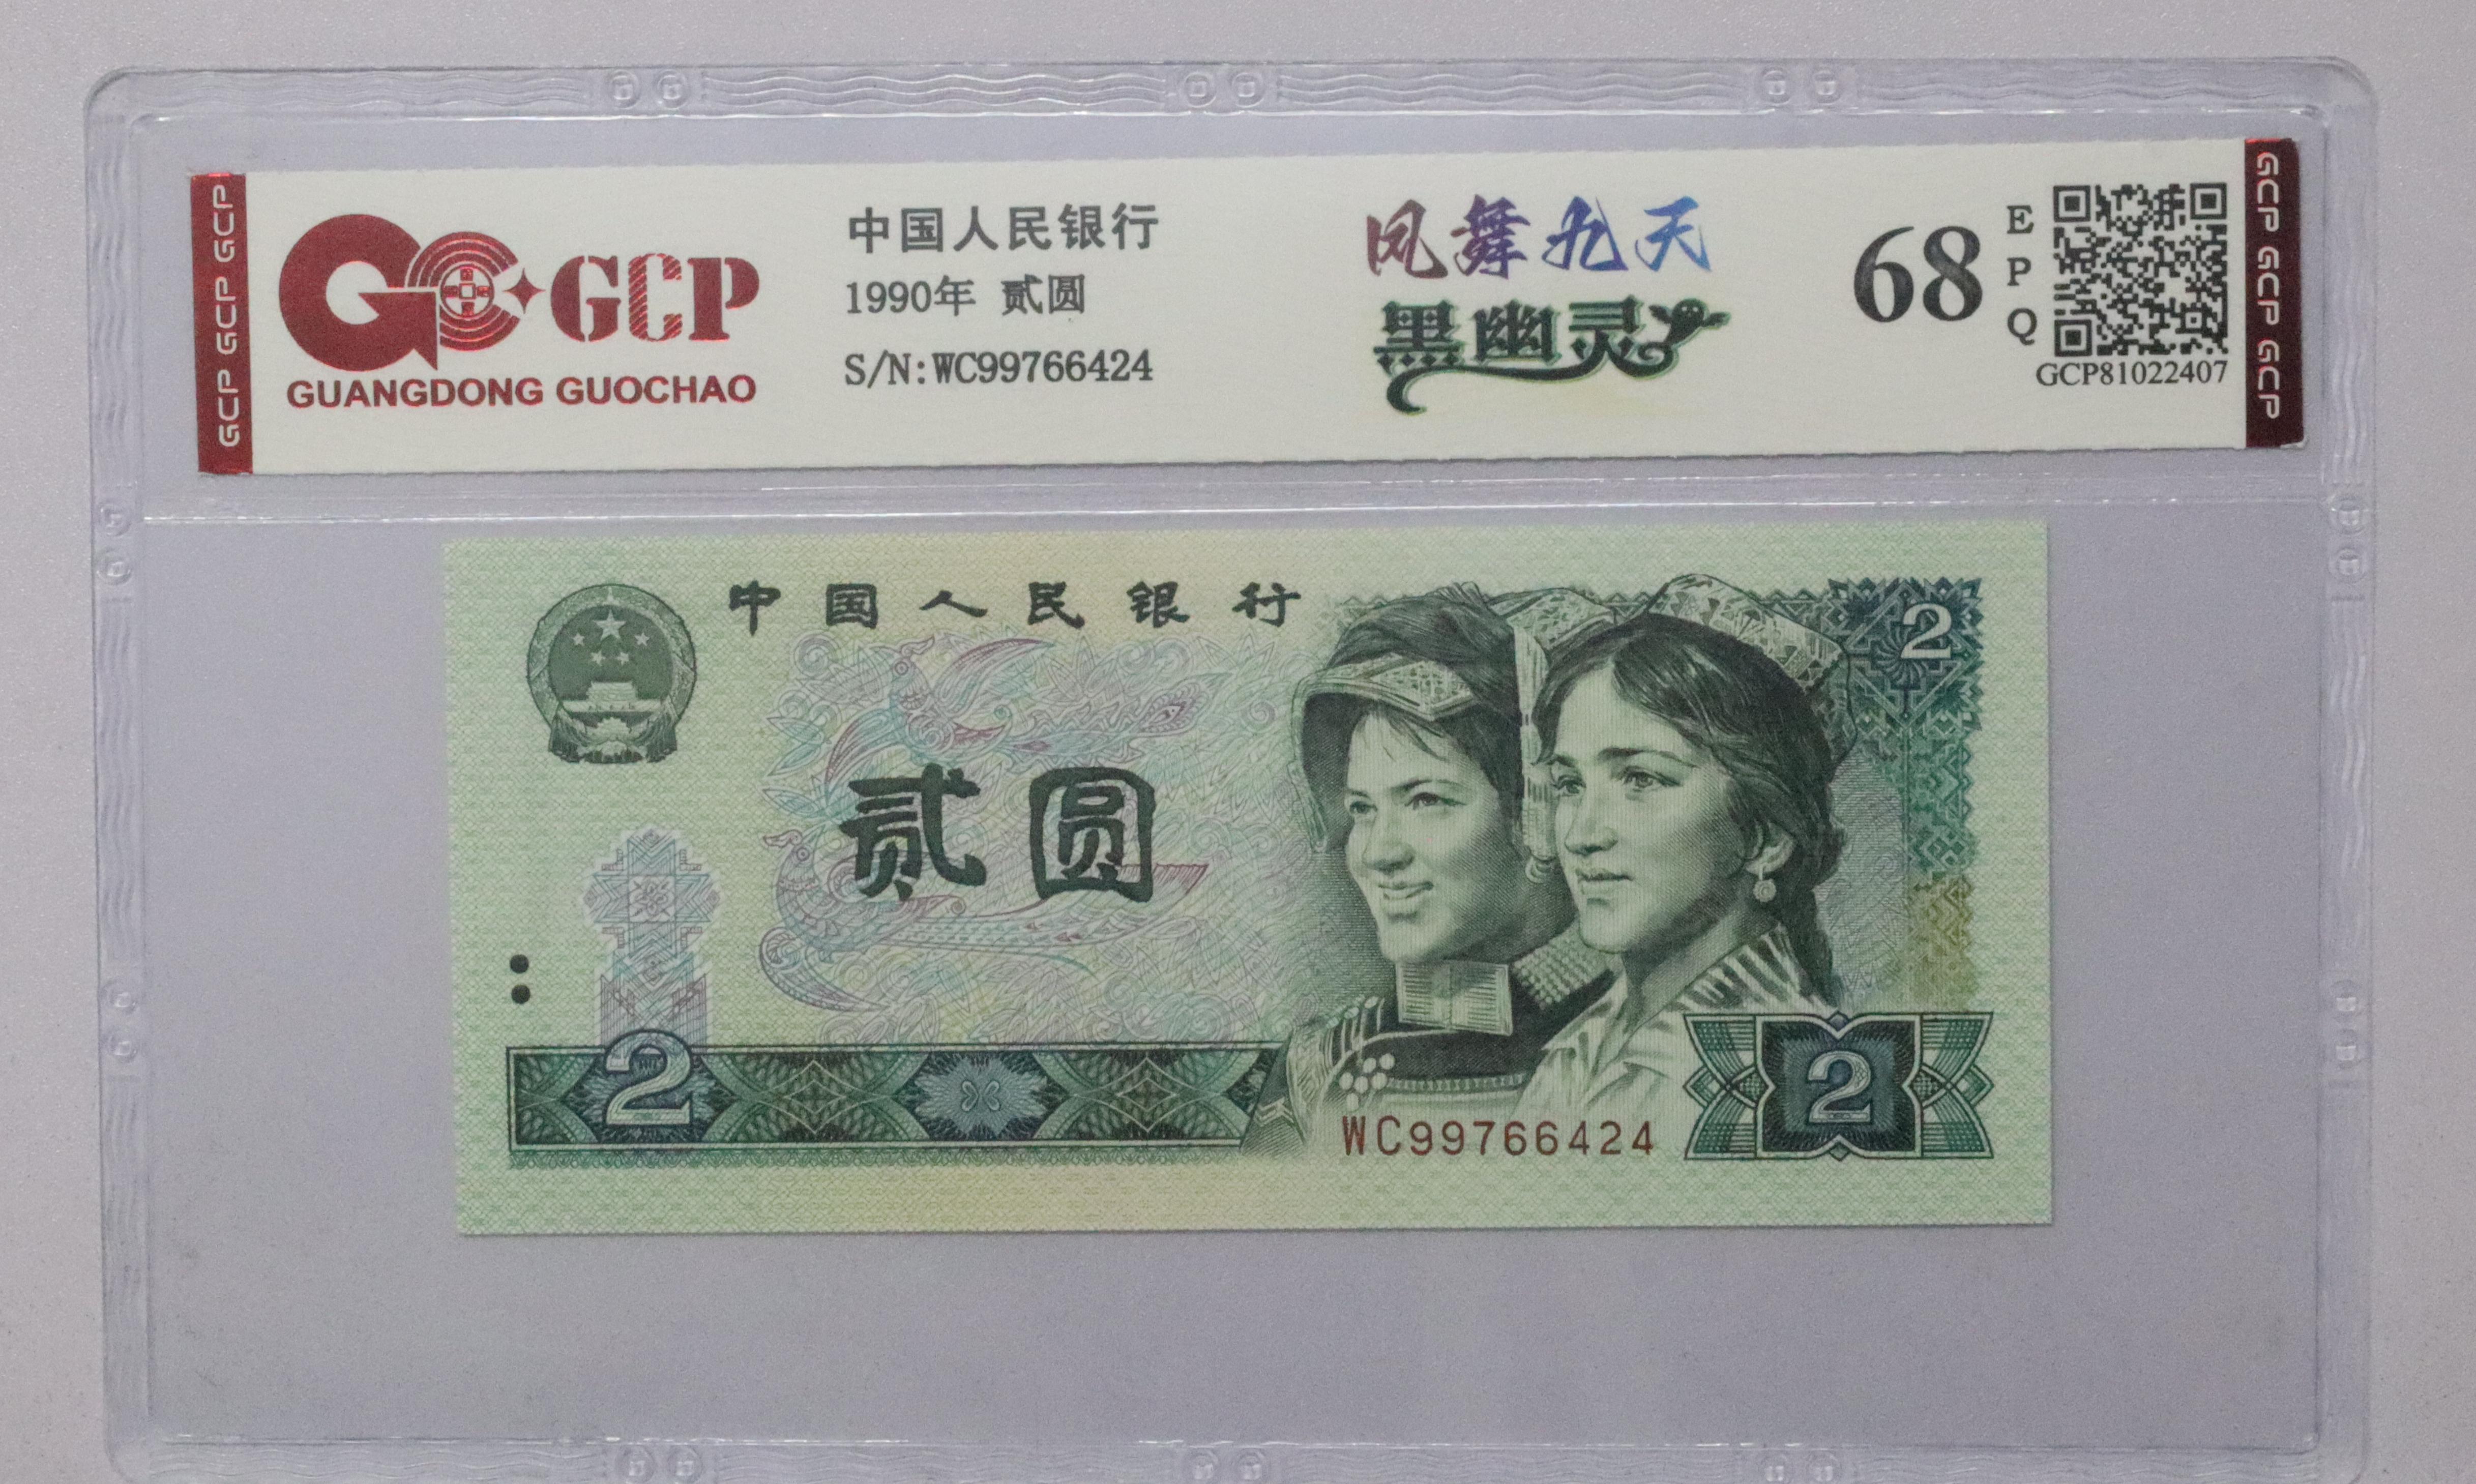 GCP GCP GCP
GCP
GUANGDONG GUOCHAO
中国人民银行
1990年 贰圆
S/N:WC99766424
凤舞九天
黑幽灵
68
E
P
Q
GCP81022407
GCP GCP GCP
中国人民银行
2
贰圆
2
2
WC99766424